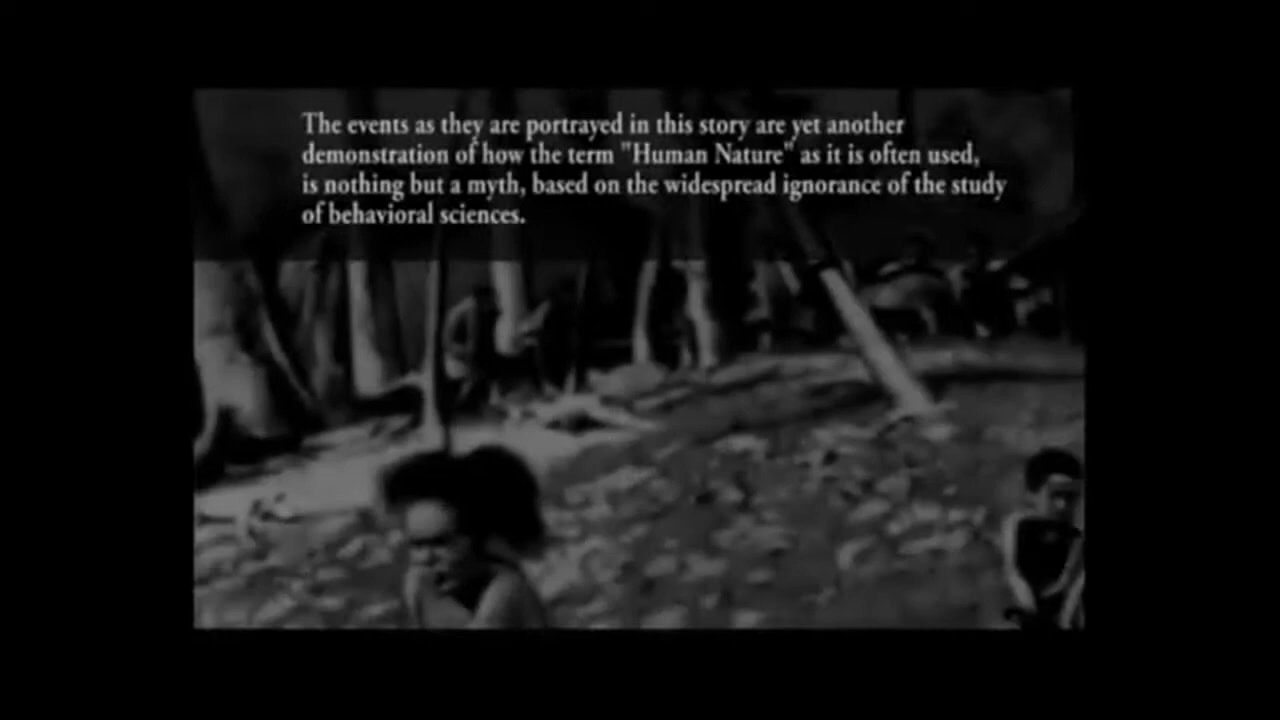 The events as they are portrayed in this story are yet another
demonstration of how the term "Human Nature" as it is often used,
is nothing but a myth, based on the widespread ignorance of the study
of behavioral sciences.